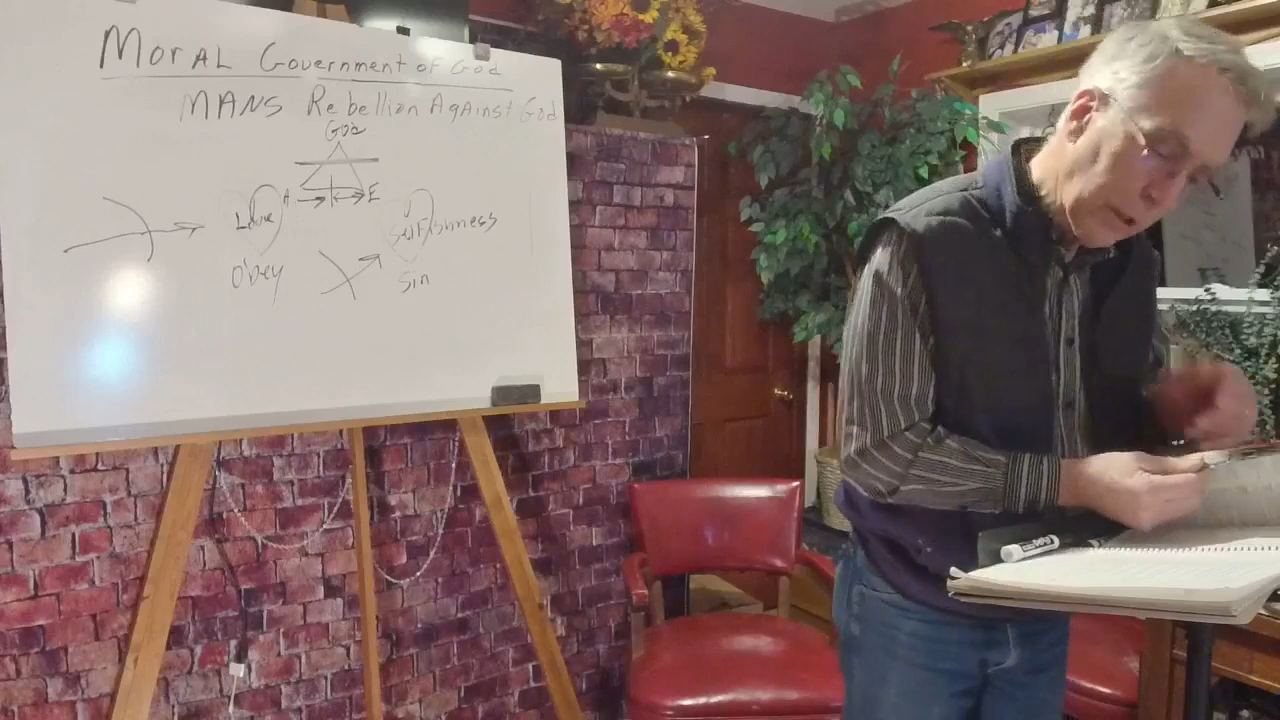 Moral Government of God
MANS Rebellion Against God
God
A E
Love Selfishness
Obey Sin